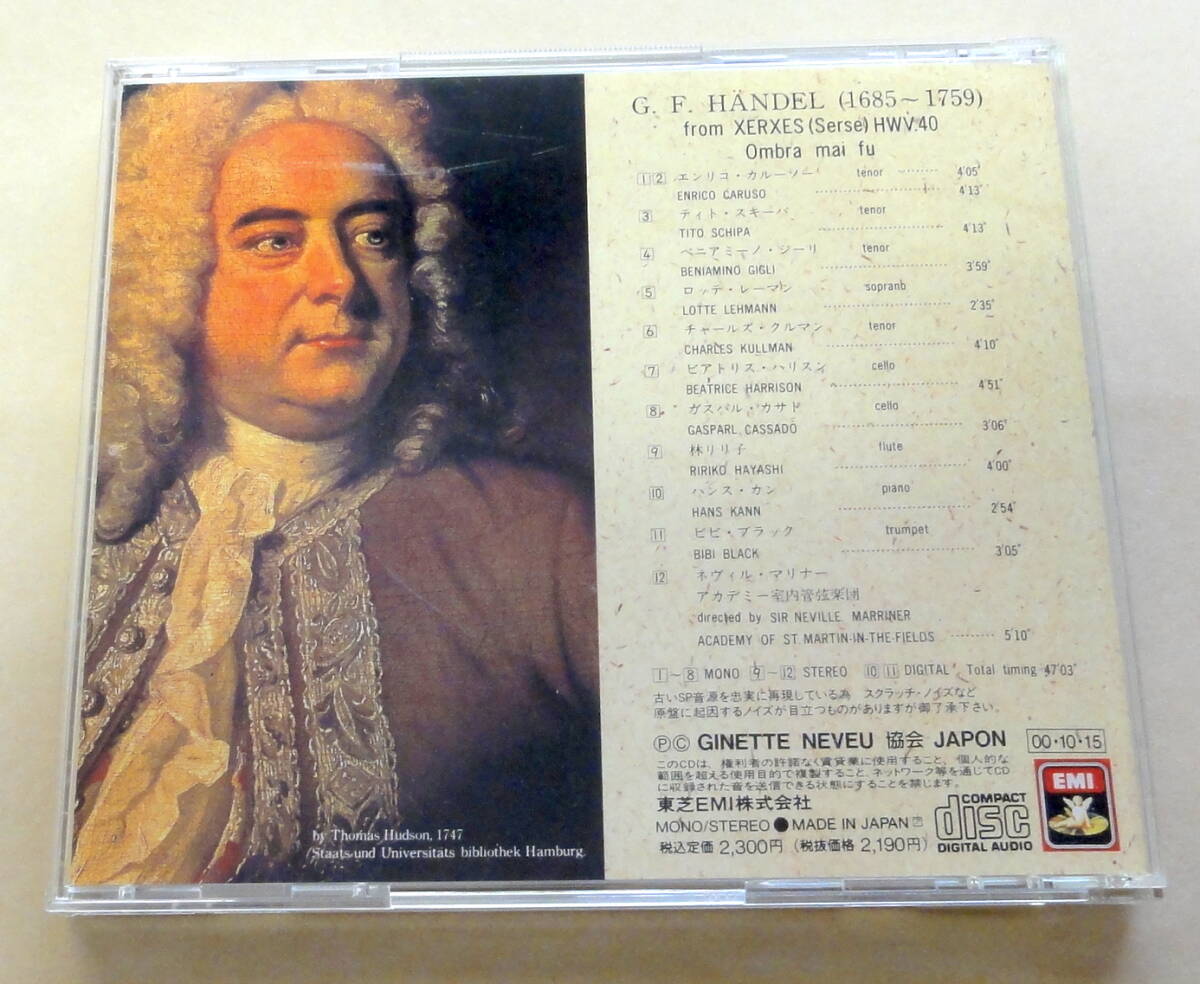 G. F. HÄNDEL (1685~1759)
from XERXES (Serse) HWV.40
Ombra mai fu
1 2 エンリコ・カルーソー tenor ········ 4'05"
ENRICO CARUSO ···················· 4'13"
3 ティト・スキーパ tenor
TITO SCHIPA ···················· 4'13"
4 ベニアミーノ・ジーリ tenor
BENIAMINO GIGLI ···················· 3'59"
5 ロッテ・レーマン soprano
LOTTE LEHMANN ···················· 2'35"
6 チャールズ・クルマン tenor
CHARLES KULLMAN ···················· 4'10"
7 ビアトリス・ハリスン cello
BEATRICE HARRISON ···················· 4'51"
8 ガスパル・カサド cello
GASPARL CASSADO ···················· 3'06"
9 林リリ子 flute
RIRIKO HAYASHI ···················· 4'00"
10 ハンス・カン piano
HANS KANN ···················· 2'54"
11 ビビ・ブラック trumpet
BIBI BLACK ···················· 3'05"
12 ネヴィル・マリナー
アカデミー室内管弦楽団
directed by SIR NEVILLE MARRINER
ACADEMY OF ST MARTIN-IN-THE-FIELDS ········ 5'10"
1~8 MONO 9~12 STEREO 10 11 DIGITAL Total timing 47'03"
古いSP音源を忠実に再現している為 スクラッチ・ノイズなど
原盤に起因するノイズが目立つものがありますが御了承下さい。
ⓅⒸ GINETTE NEVEU 協会 JAPON 00・10・15
このCDは、権利者の許諾なく賃貸業に使用すること、個人的な
範囲を超える使用目的で複製すること、ネットワーク等を通じてCD
に収録された音を送信できる状態にすることを禁じます。
東芝EMI株式会社
MONO/STEREO ● MADE IN JAPAN
税込定価 2,300円 (税抜価格 2,190円)
COMPACT
disc
DIGITAL AUDIO
EMI
by Thomas Hudson, 1747
/Staats-und Universitäts bibliothek Hamburg.